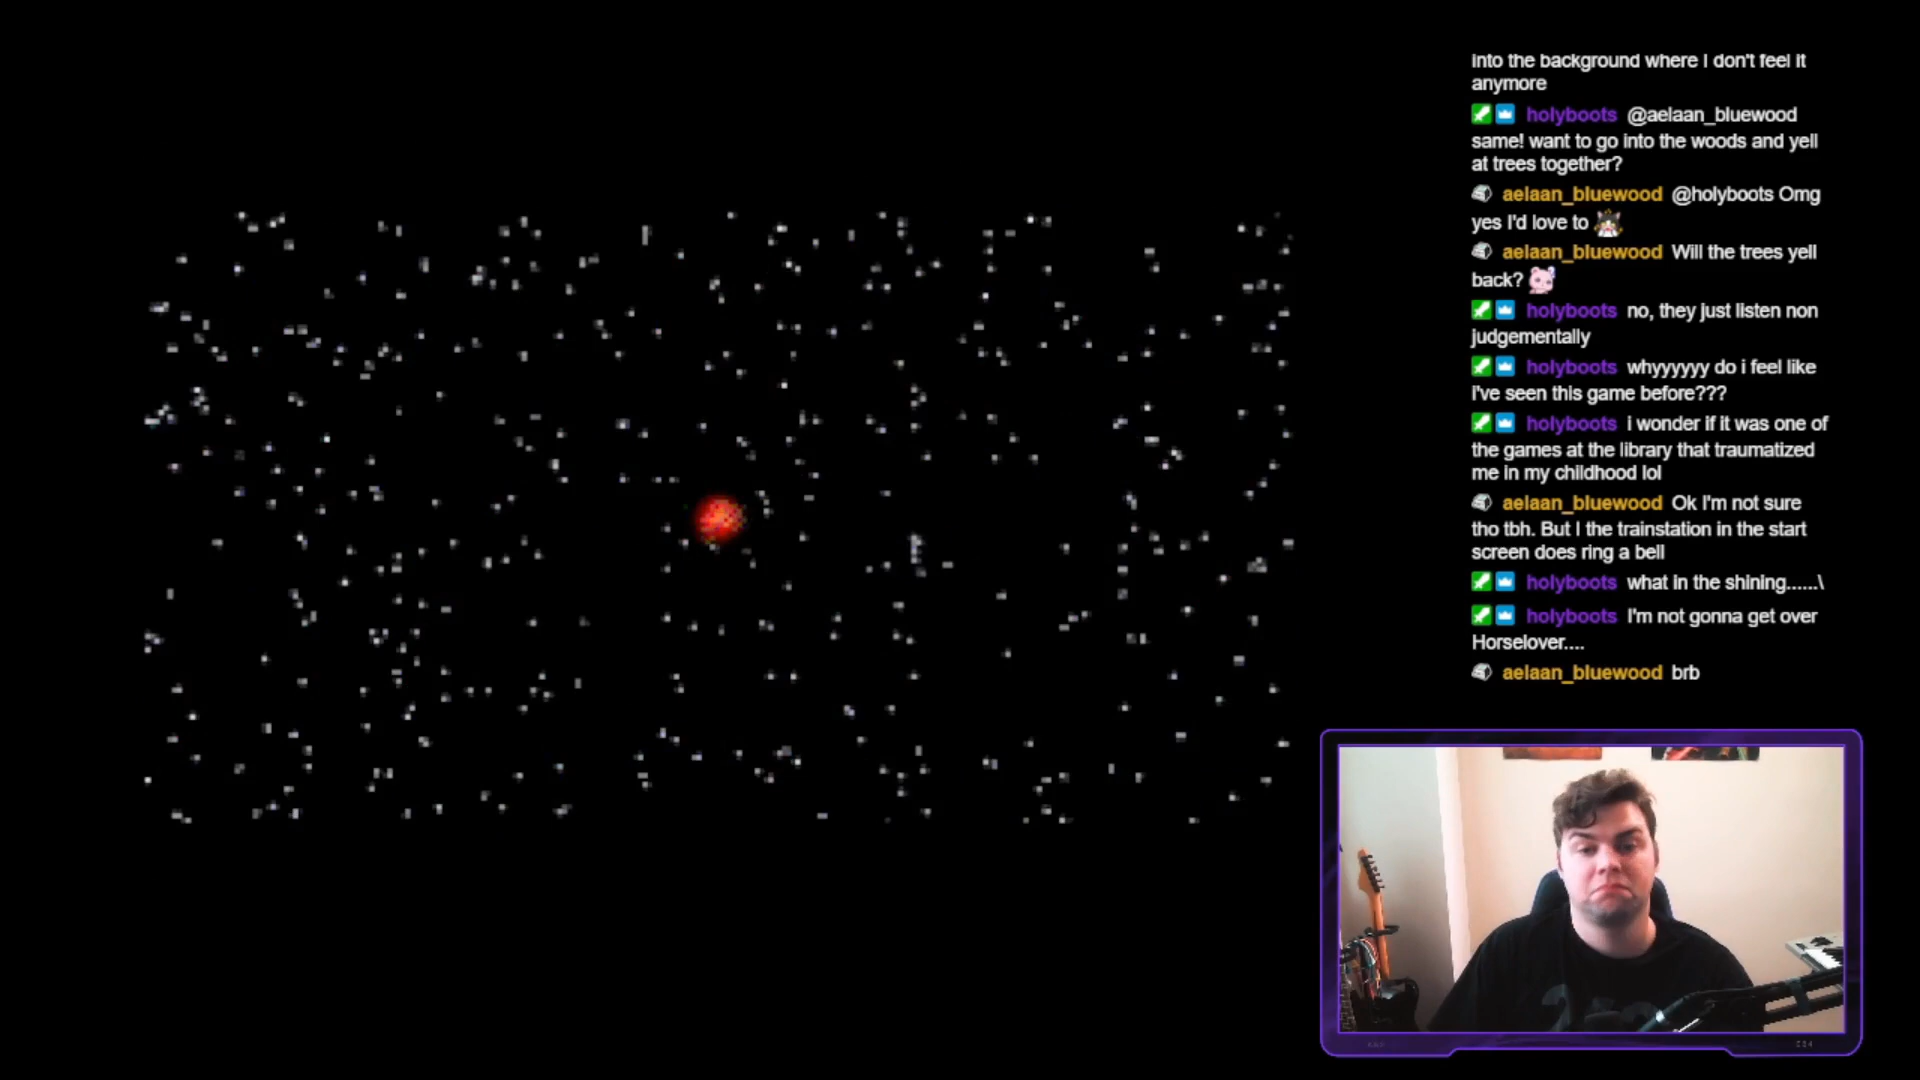 into the background where I don't feel it
anymore
holyboots @aelaan_bluewood
same! want to go into the woods and yell
at trees together?
aelaan_bluewood @holyboots Omg
yes I'd love to
aelaan_bluewood Will the trees yell
back?
holyboots no, they just listen non
judgementally
holyboots whyyyyyy do i feel like
I've seen this game before???
holyboots i wonder if it was one of
the games at the library that traumatized
me in my childhood lol
aelaan_bluewood Ok I'm not sure
tho tbh. But I the trainstation in the start
screen does ring a bell
holyboots what in the shining......\
holyboots I'm not gonna get over
Horselover....
aelaan_bluewood brb